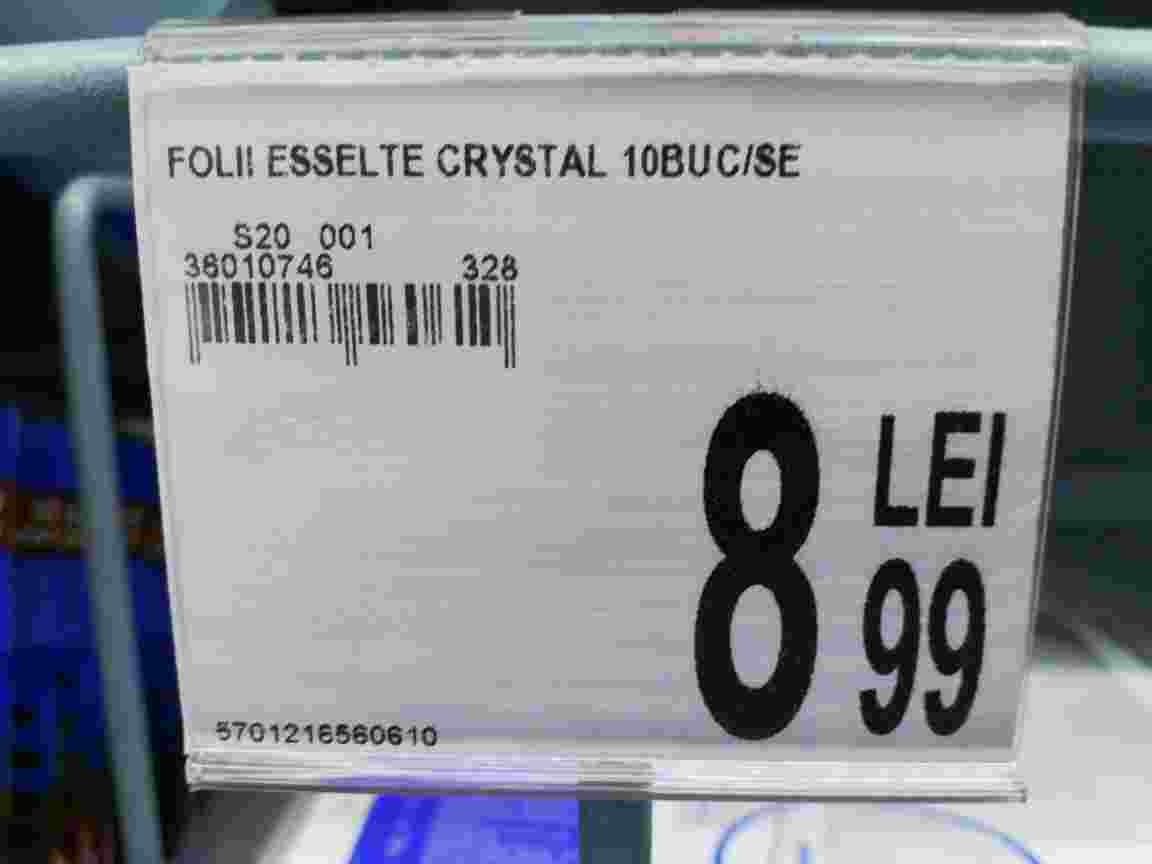 FOLII ESSELTE CRYSTAL 10BUC/SE
S20 001
36010746 328
8 LEI
99
5701216560610